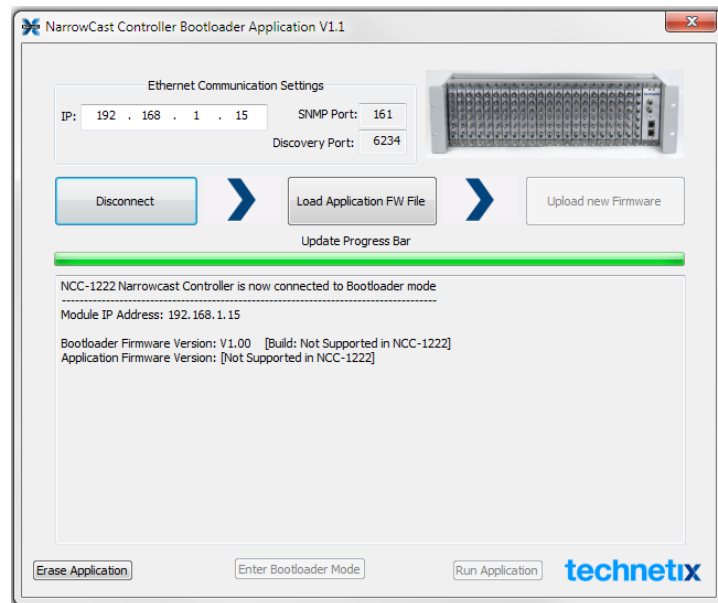 NarrowCast Controller Bootloader Application V1.1
Ethernet Communication Settings
IP: 192 . 168 . 1 . 15 SNMP Port: 161
Discovery Port: 6234
Disconnect Load Application FW File Upload new Firmware
Update Progress Bar
NCC-1222 Narrowcast Controller is now connected to Bootloader mode
--------------------------------------------------------------------------------
Module IP Address: 192.168.1.15
Bootloader Firmware Version: V1.00 [Build: Not Supported in NCC-1222]
Application Firmware Version: [Not Supported in NCC-1222]
Erase Application Enter Bootloader Mode Run Application technetix